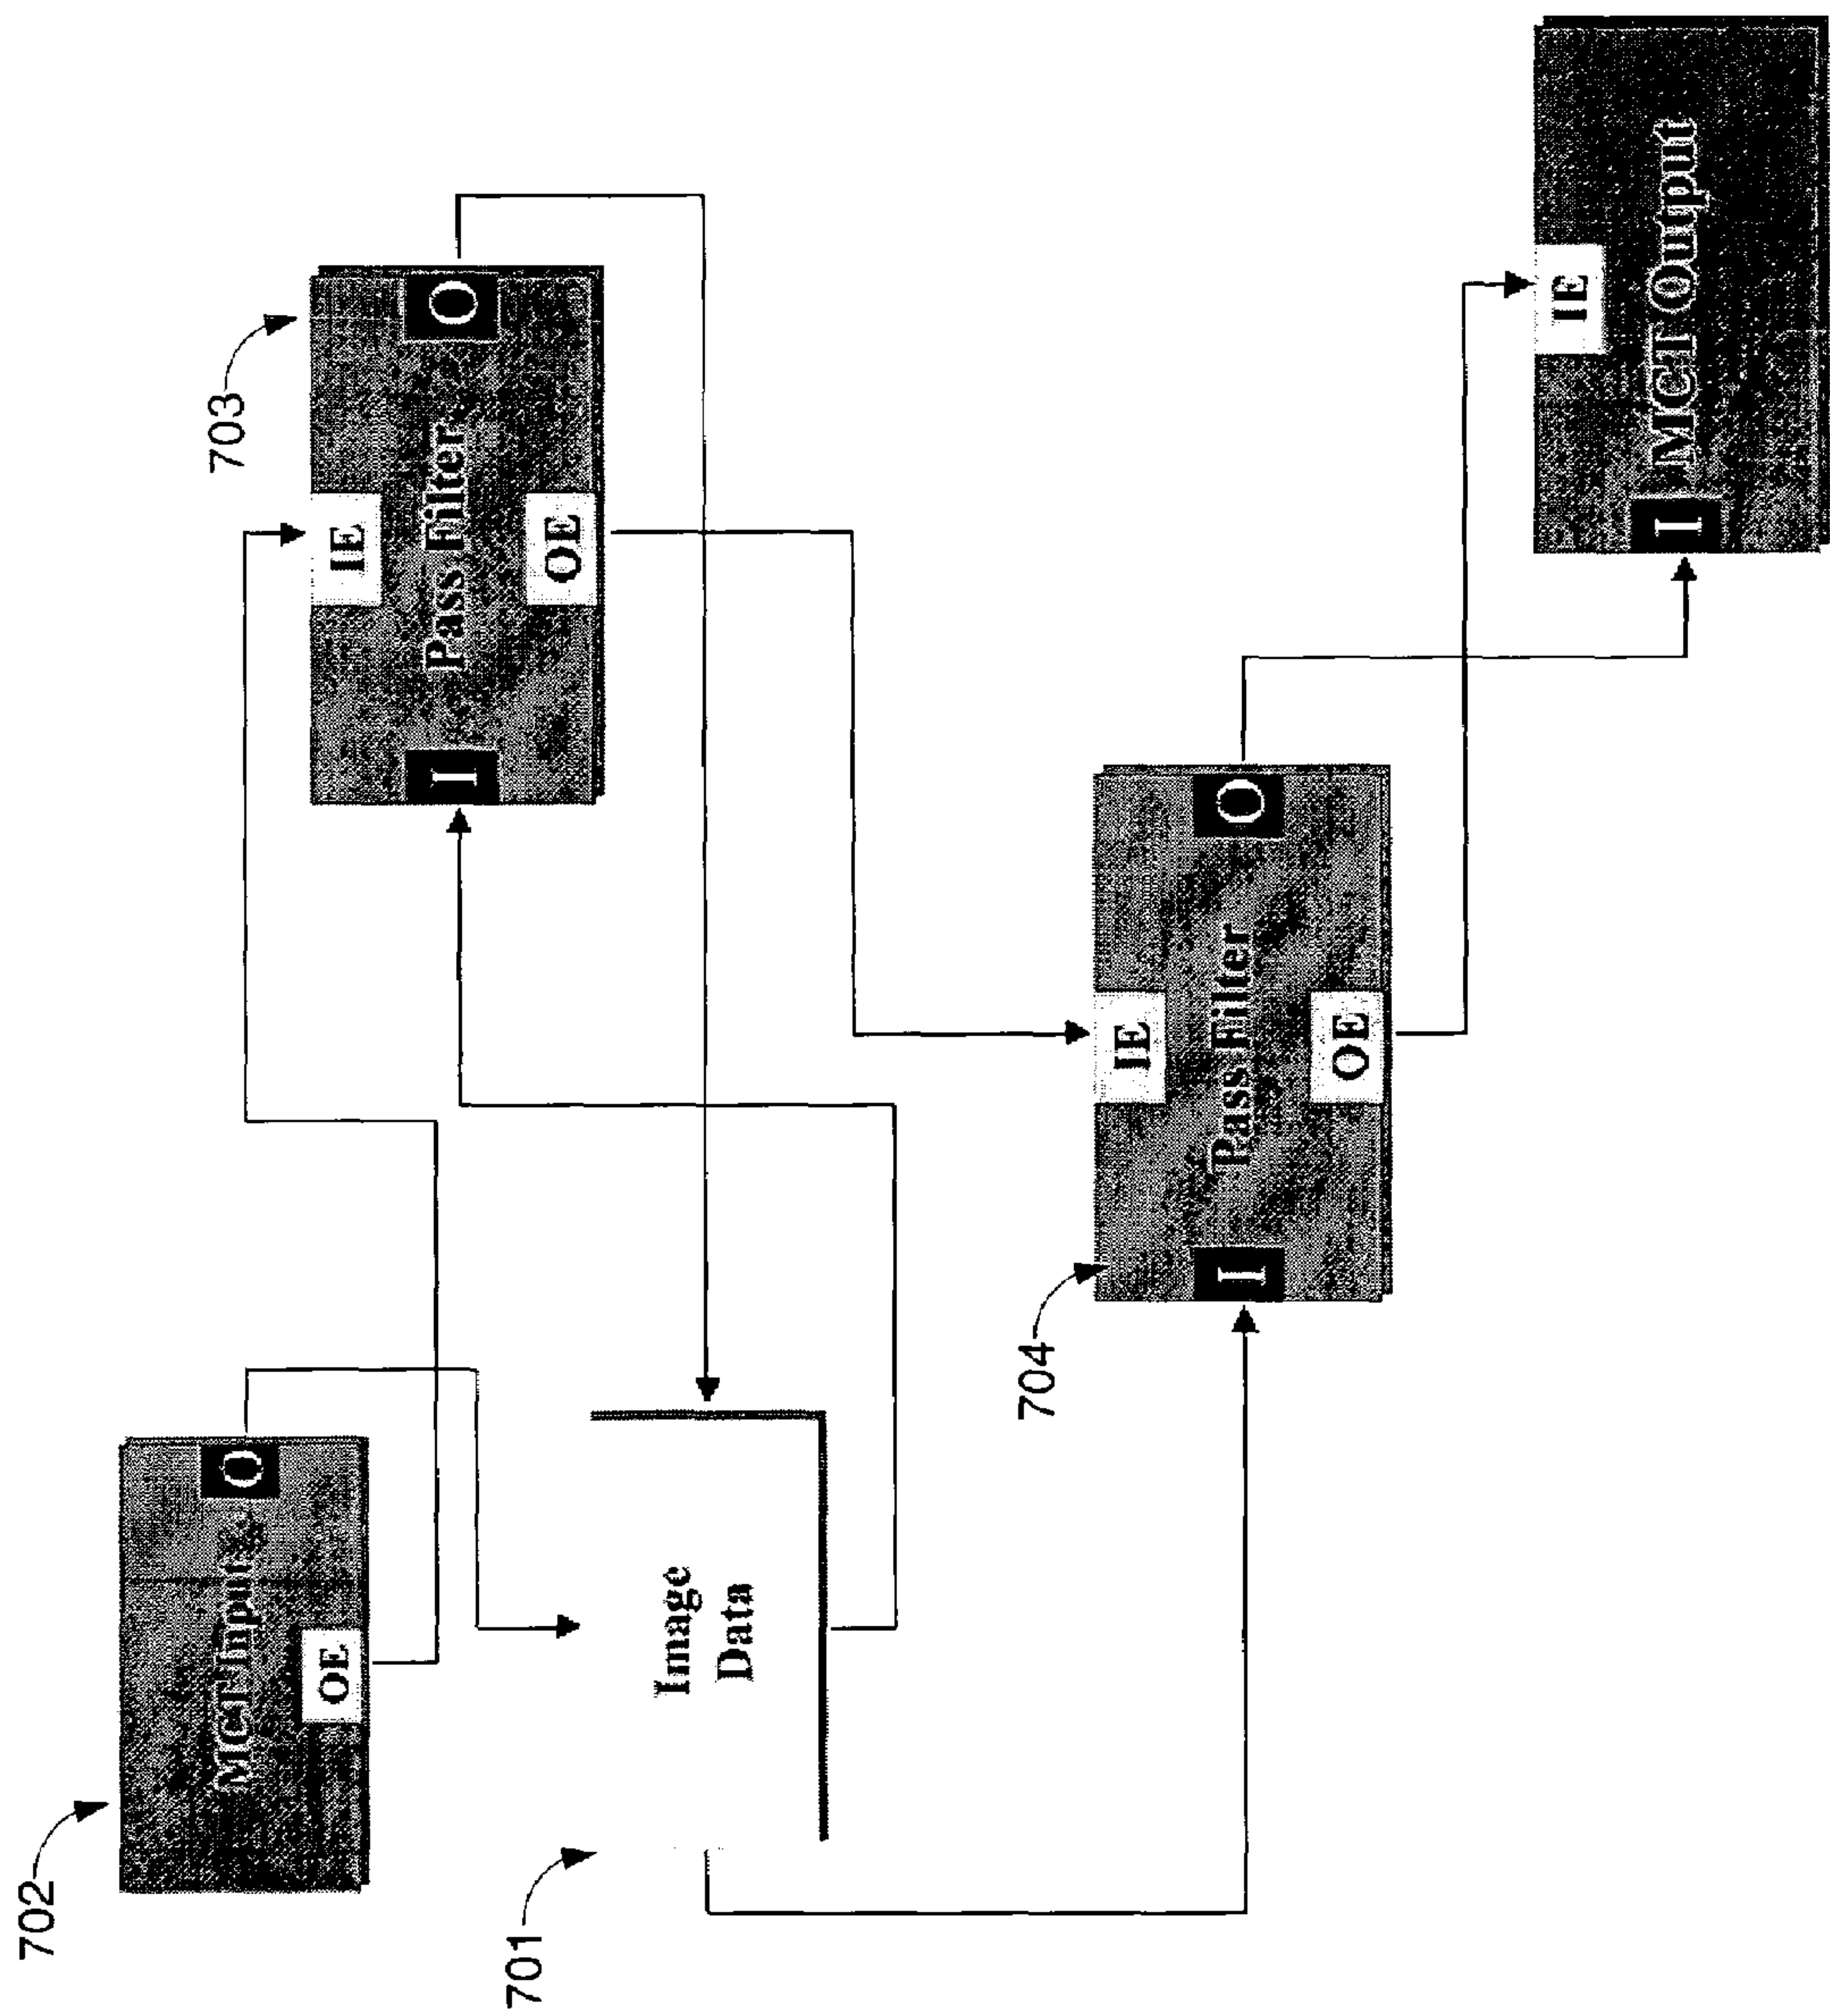 702
MCT Input
O
OE
703
IE
I
Pass Filter
O
OE
701
Image
Data
704
IE
I
Pass Filter
O
OE
IE
I
MCT Output